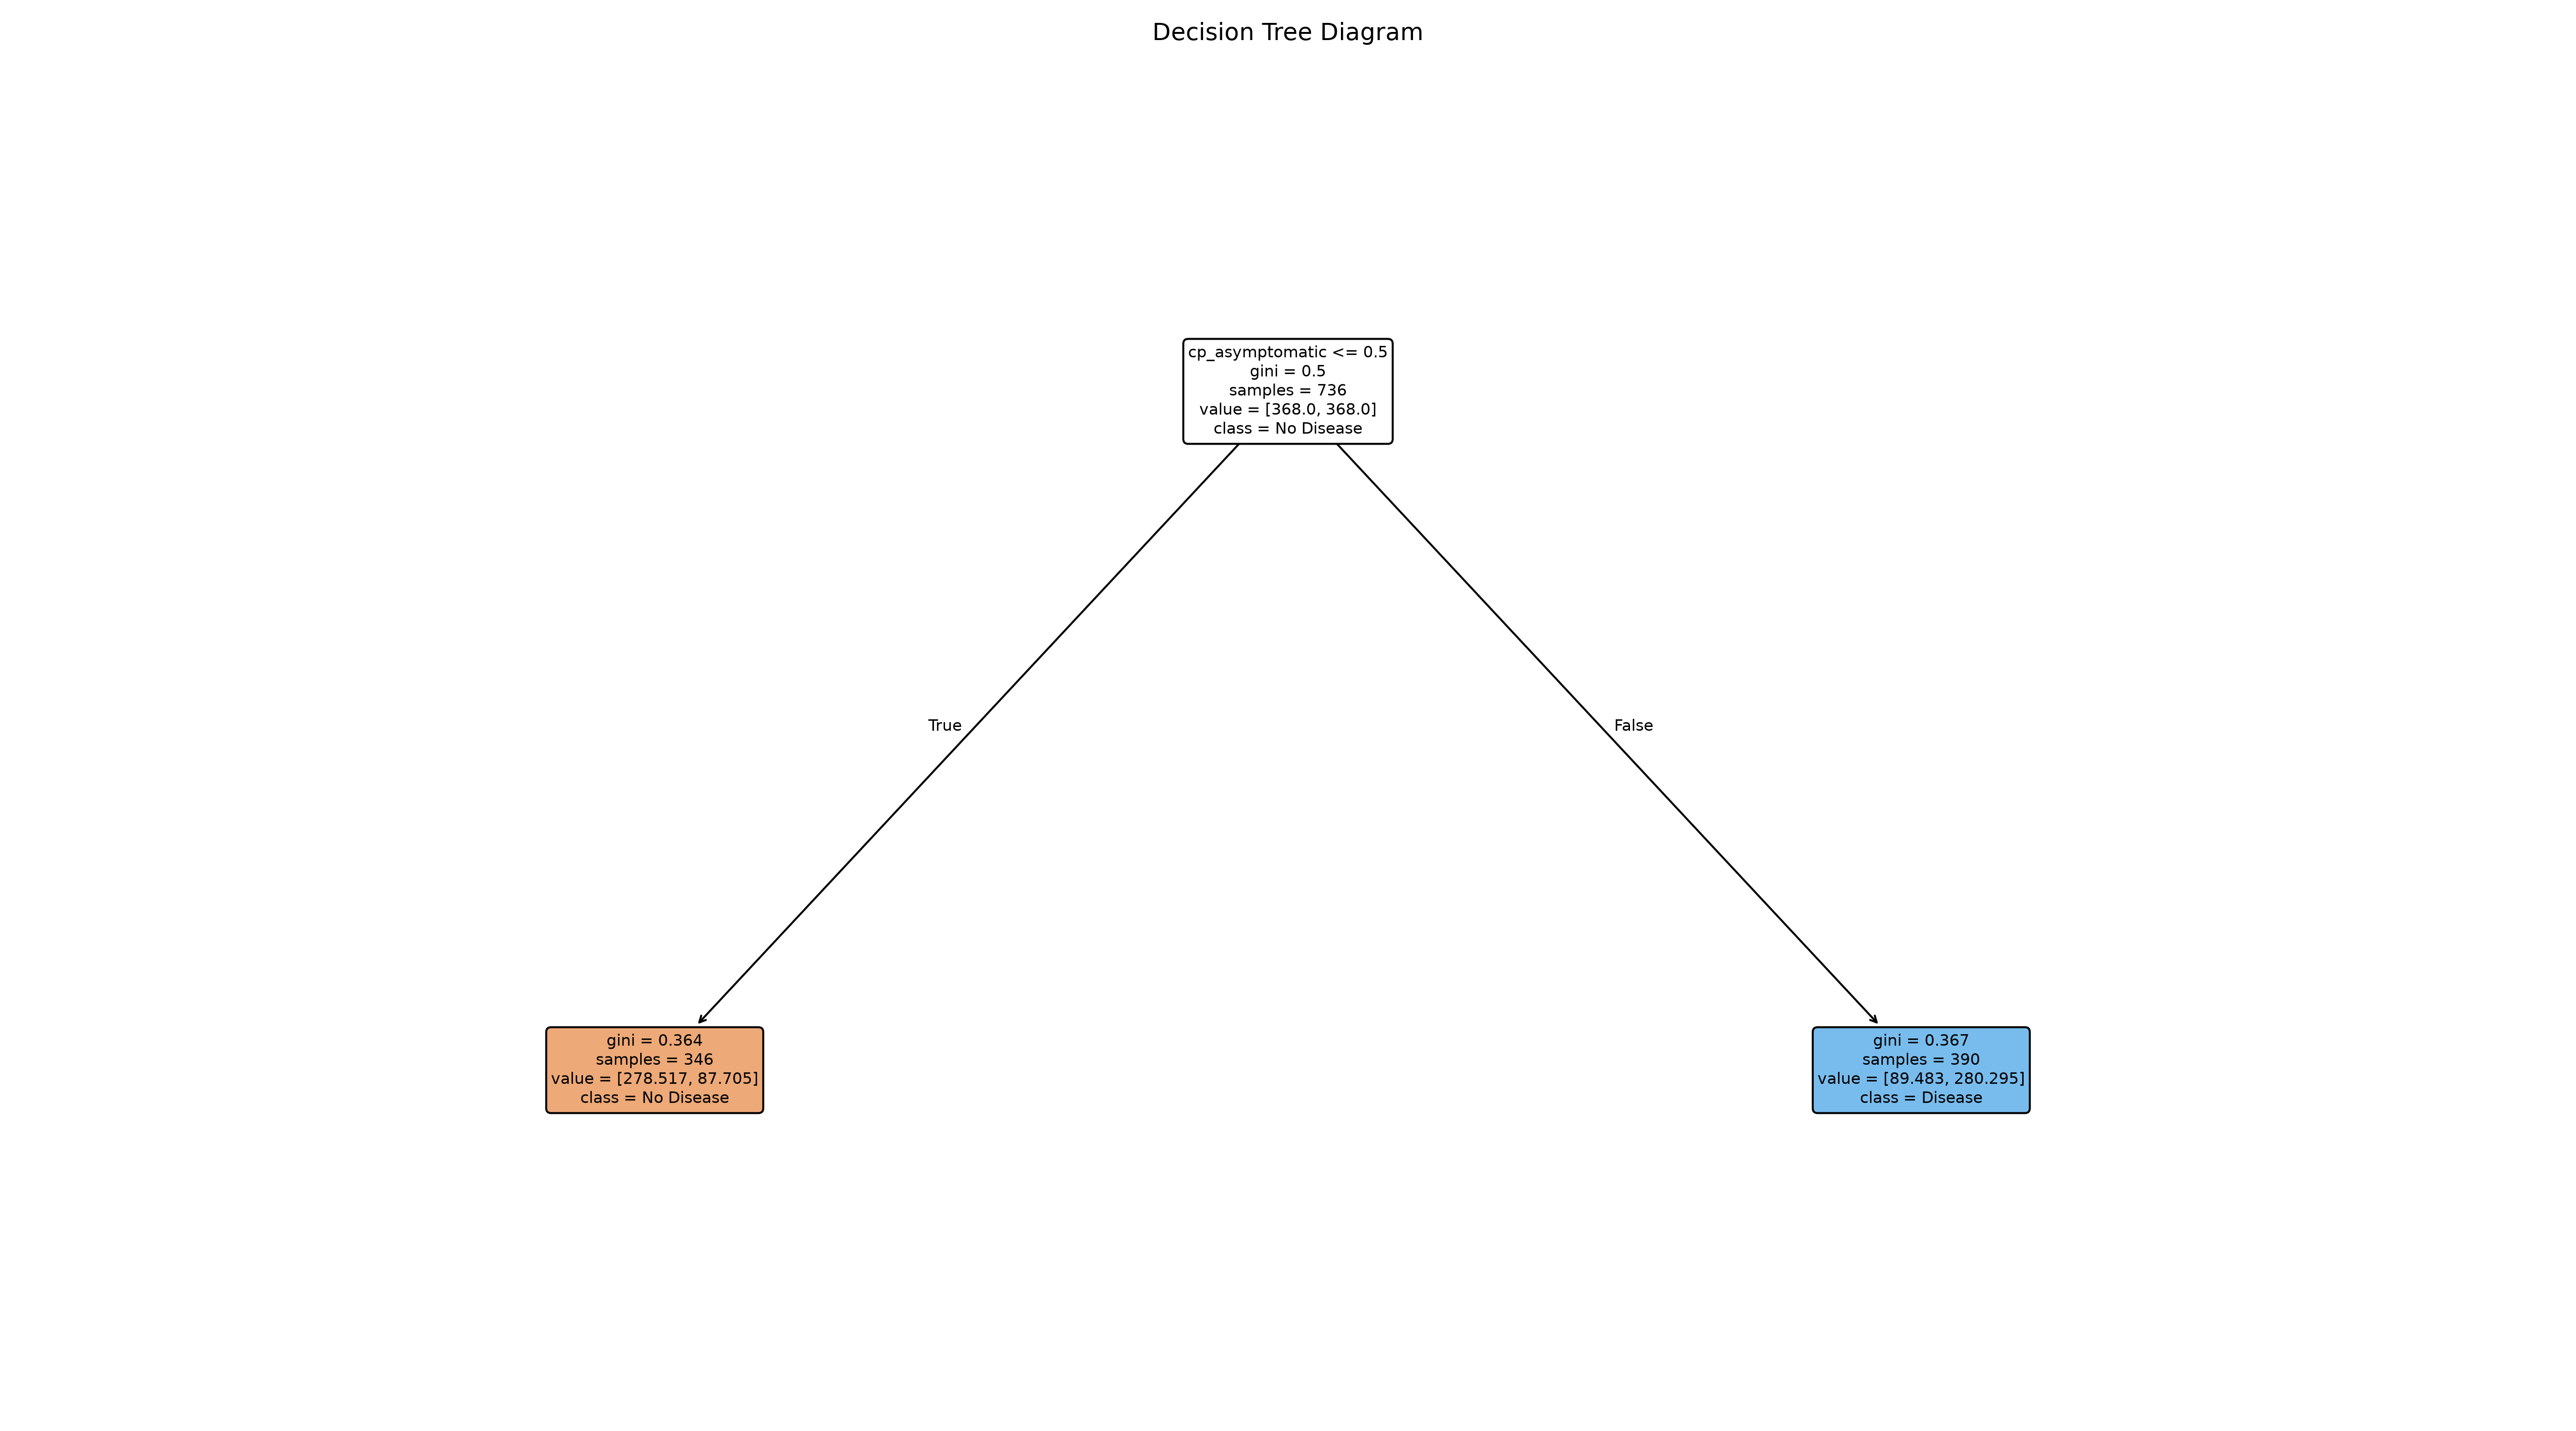 Decision Tree Diagram
cp_asymptomatic <= 0.5
gini = 0.5
samples = 736
value = [368.0, 368.0]
class = No Disease
True
False
gini = 0.364
samples = 346
value = [278.517, 87.705]
class = No Disease
gini = 0.367
samples = 390
value = [89.483, 280.295]
class = Disease